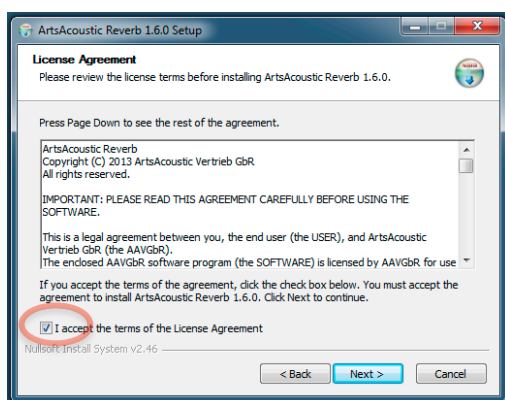 ArtsAcoustic Reverb 1.6.0 Setup
License Agreement
Please review the license terms before installing ArtsAcoustic Reverb 1.6.0.
Press Page Down to see the rest of the agreement.
ArtsAcoustic Reverb
Copyright (C) 2013 ArtsAcoustic Vertrieb GbR
All rights reserved.
IMPORTANT: PLEASE READ THIS AGREEMENT CAREFULLY BEFORE USING THE
SOFTWARE.
This is a legal agreement between you, the end user (the USER), and ArtsAcoustic
Vertrieb GbR (the AAVGbR).
The enclosed AAVGbR software program (the SOFTWARE) is licensed by AAVGbR for use
If you accept the terms of the agreement, click the check box below. You must accept the
agreement to install ArtsAcoustic Reverb 1.6.0. Click Next to continue.
I accept the terms of the License Agreement
Nullsoft Install System v2.46
< Back
Next >
Cancel